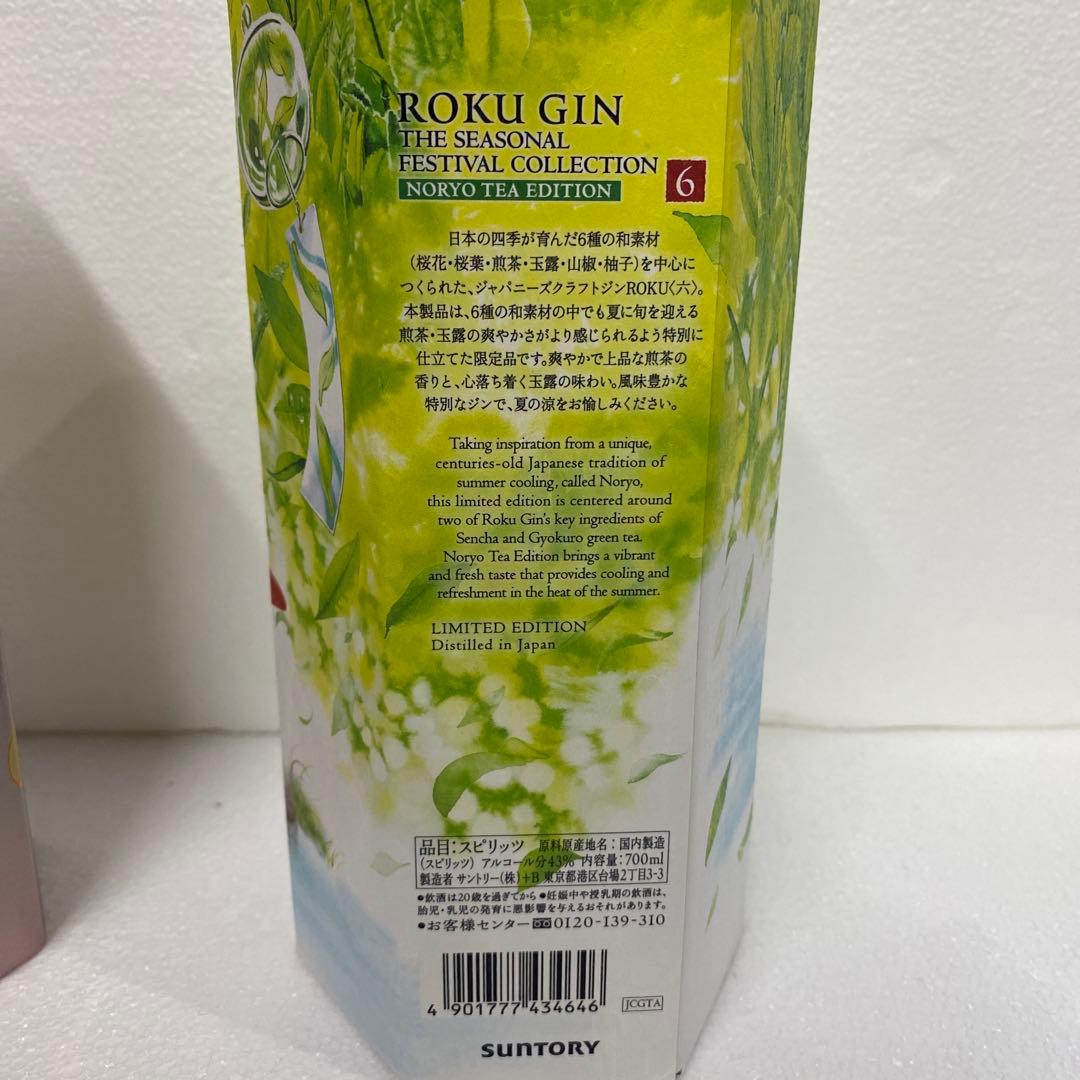 ROKU GIN
THE SEASONAL
FESTIVAL COLLECTION
NORYO TEA EDITION
6
日本の四季が育んだ6種の和素材
(桜花・桜葉・煎茶・玉露・山椒・柚子)を中心に
つくられた、ジャパニーズクラフトジンROKU〈六〉。
本製品は、6種の和素材の中でも夏に旬を迎える
煎茶・玉露の爽やかさがより感じられるよう特別に
仕立てた限定品です。爽やかで上品な煎茶の
香りと、心落ち着く玉露の味わい。風味豊かな
特別なジンで、夏の涼をお愉しみください。
Taking inspiration from a unique,
centuries-old Japanese tradition of
summer cooling, called Noryo,
this limited edition is centered around
two of Roku Gin's key ingredients of
Sencha and Gyokuro green tea.
Noryo Tea Edition brings a vibrant
and fresh taste that provides cooling and
refreshment in the heat of the summer.
LIMITED EDITION
Distilled in Japan
品目:スピリッツ 原料原産地名:国内製造
(スピリッツ) アルコール分43% 内容量:700ml
製造者 サントリー(株)+B 東京都港区台場2丁目3-3
●飲酒は20歳を過ぎてから ●妊娠中や授乳期の飲酒は、
胎児・乳児の発育に悪影響を与えるおそれがあります。
●お客様センター 0120-139-310
4 901777 434646
JCGTA
SUNTORY